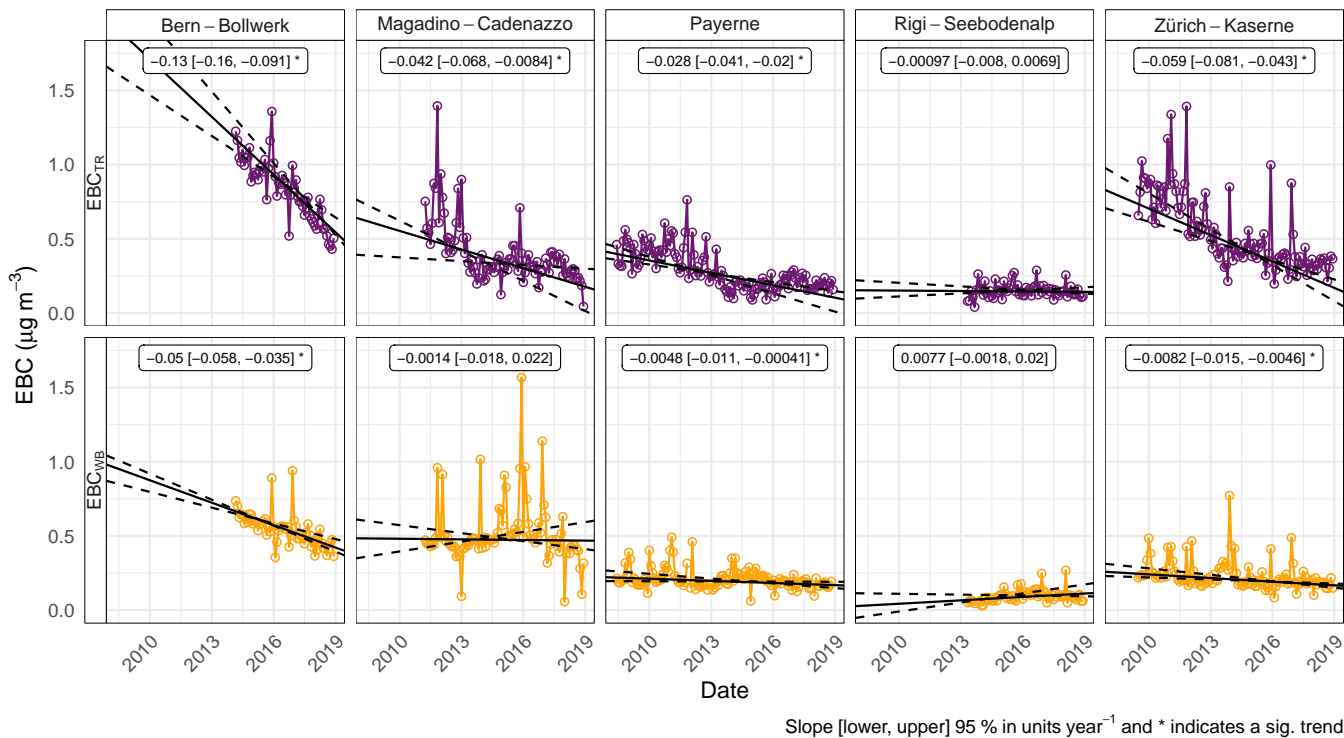 Bern – Bollwerk Magadino – Cadenazzo Payerne Rigi – Seebodenalp Zürich – Kaserne
−0.13 [−0.16, −0.091] * −0.042 [−0.068, −0.0084] * −0.028 [−0.041, −0.02] * −0.00097 [−0.008, 0.0069] −0.059 [−0.081, −0.043] *
EBC (µg m⁻³)
EBC_TR
1.5
1.0
0.5
0.0
−0.05 [−0.058, −0.035] * −0.0014 [−0.018, 0.022] −0.0048 [−0.011, −0.00041] * 0.0077 [−0.0018, 0.02] −0.0082 [−0.015, −0.0046] *
EBC_WB
1.5
1.0
0.5
0.0
2010 2013 2016 2019 2010 2013 2016 2019 2010 2013 2016 2019 2010 2013 2016 2019 2010 2013 2016 2019
Date
Slope [lower, upper] 95 % in units year⁻¹ and * indicates a sig. trend